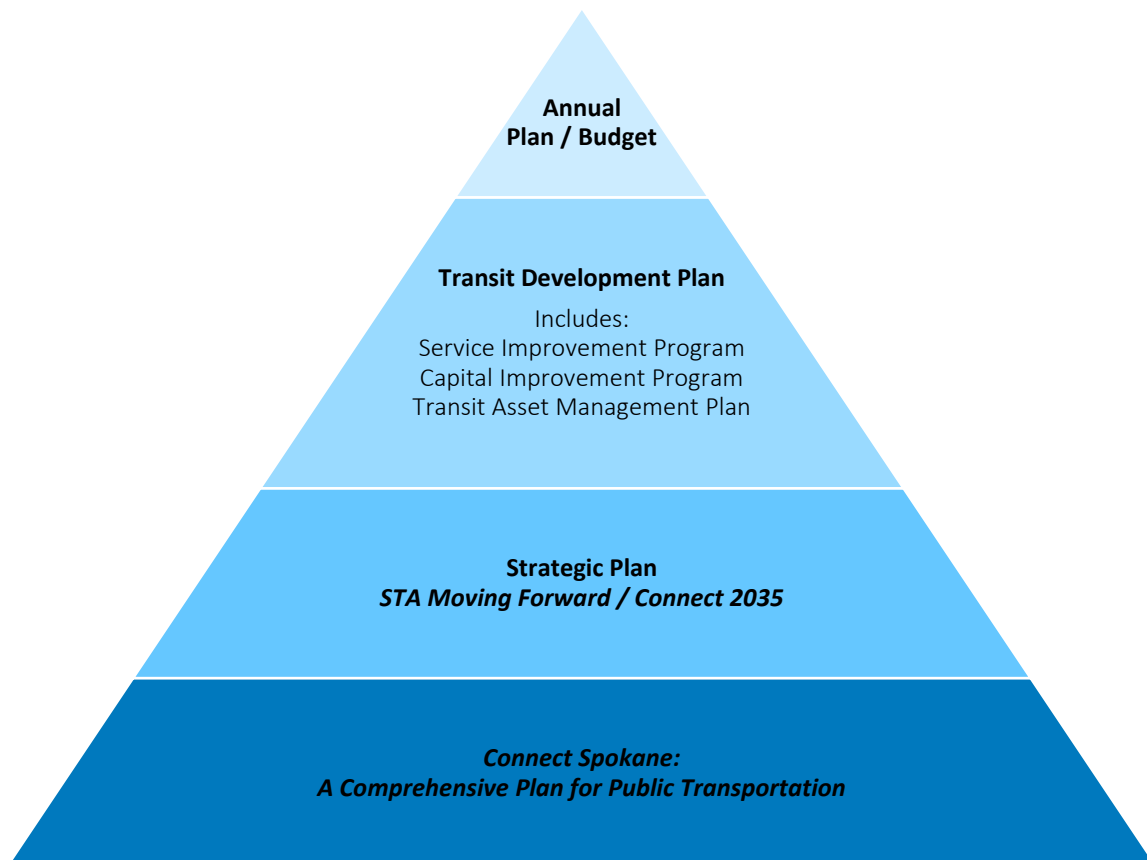 Annual
Plan / Budget
Transit Development Plan
Includes:
Service Improvement Program
Capital Improvement Program
Transit Asset Management Plan
Strategic Plan
STA Moving Forward / Connect 2035
Connect Spokane:
A Comprehensive Plan for Public Transportation